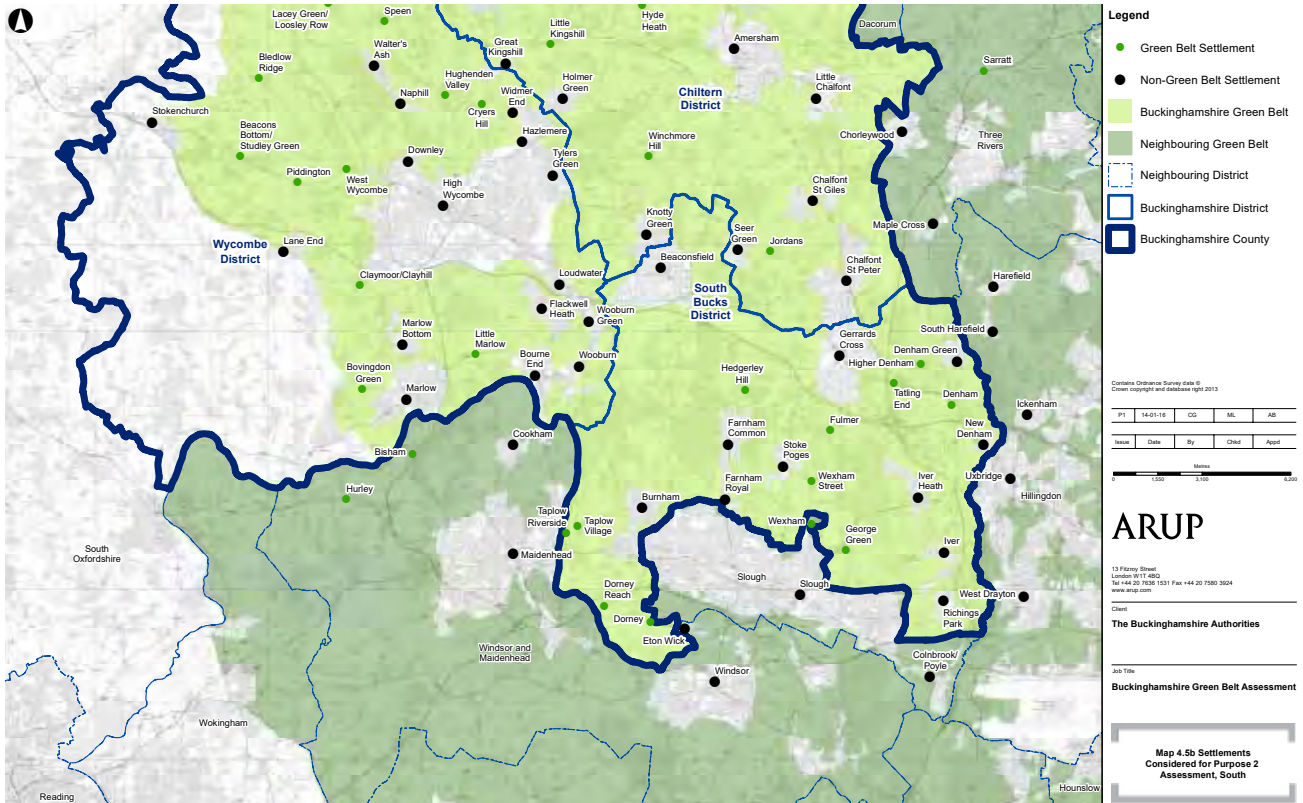 Lacey Green/
Loosley Row
Speen
Little
Kingshill
Hyde
Heath
Dacorum
Walter's
Ash
Great
Kingshill
Amersham
Bledlow
Ridge
Hughenden
Valley
Holmer
Green
Sarratt
Naphill
Widmer
End
Chiltern
District
Little
Chalfont
Stokenchurch
Cryers
Hill
Beacons
Bottom/
Studley Green
Hazlemere
Winchmore
Hill
Chorleywood
Three
Rivers
Downley
Tylers
Green
Piddington
West
Wycombe
High
Wycombe
Chalfont
St Giles
Knotty
Green
Seer
Green
Jordans
Maple Cross
Wycombe
District
Lane End
Beaconsfield
Chalfont
St Peter
Claymoor/Clayhill
Loudwater
Harefield
South
Bucks
District
Flackwell
Heath
Wooburn
Green
Marlow
Bottom
Little
Marlow
Gerrards
Cross
South Harefield
Denham Green
Higher Denham
Bourne
End
Wooburn
Bovingdon
Green
Hedgerley
Hill
Marlow
Tatling
End
Denham
Ickenham
Cookham
Farnham
Common
Fulmer
New
Denham
Bisham
Stoke
Poges
Hurley
Farnham
Royal
Wexham
Street
Iver
Heath
Uxbridge
Hillingdon
Burnham
Taplow
Riverside
Taplow
Village
Wexham
George
Green
South
Oxfordshire
Maidenhead
Iver
Slough
Slough
Dorney
Reach
West Drayton
Dorney
Richings
Park
Eton Wick
Windsor and
Maidenhead
Colnbrook/
Poyle
Windsor
Wokingham
Reading
Hounslow
Legend
Green Belt Settlement
Non-Green Belt Settlement
Buckinghamshire Green Belt
Neighbouring Green Belt
Neighbouring District
Buckinghamshire District
Buckinghamshire County
Contains Ordnance Survey data ©
Crown copyright and database right 2013
P1 14-01-16 CG ML AB
Issue Date By Chkd Appd
Metres
0 1,550 3,100 6,200
ARUP
13 Fitzroy Street
London W1T 4BQ
Tel +44 20 7636 1531 Fax +44 20 7580 3924
www.arup.com
Client
The Buckinghamshire Authorities
Job Title
Buckinghamshire Green Belt Assessment
Map 4.5b Settlements
Considered for Purpose 2
Assessment, South